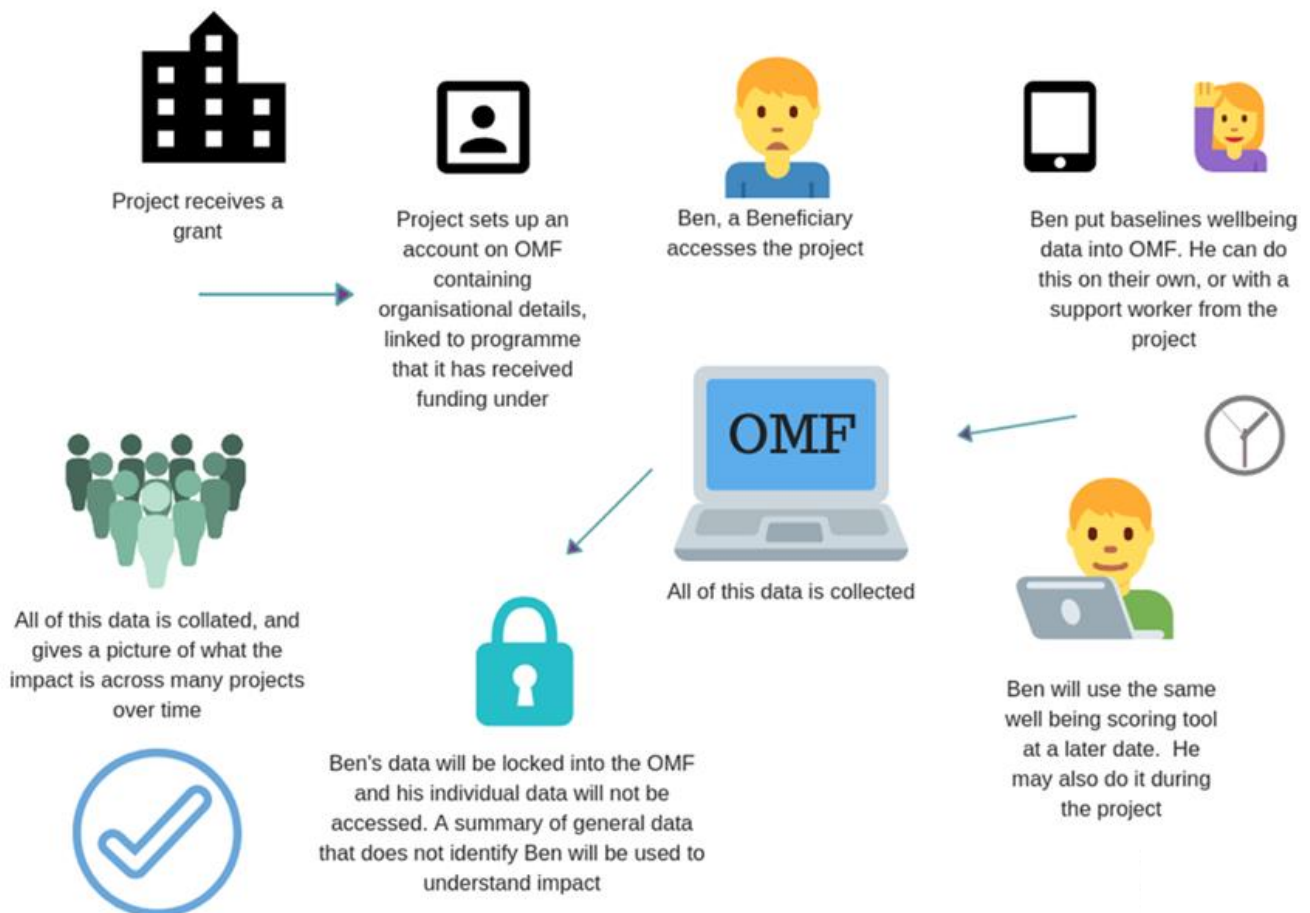 Project receives a
grant
Project sets up an
account on OMF
containing
organisational details,
linked to programme
that it has received
funding under
Ben, a Beneficiary
accesses the project
Ben put baselines wellbeing
data into OMF. He can do
this on their own, or with a
support worker from the
project
Ben will use the same
well being scoring tool
at a later date. He
may also do it during
the project
OMF
All of this data is collected
Ben's data will be locked into the OMF
and his individual data will not be
accessed. A summary of general data
that does not identify Ben will be used to
understand impact
All of this data is collated, and
gives a picture of what the
impact is across many projects
over time